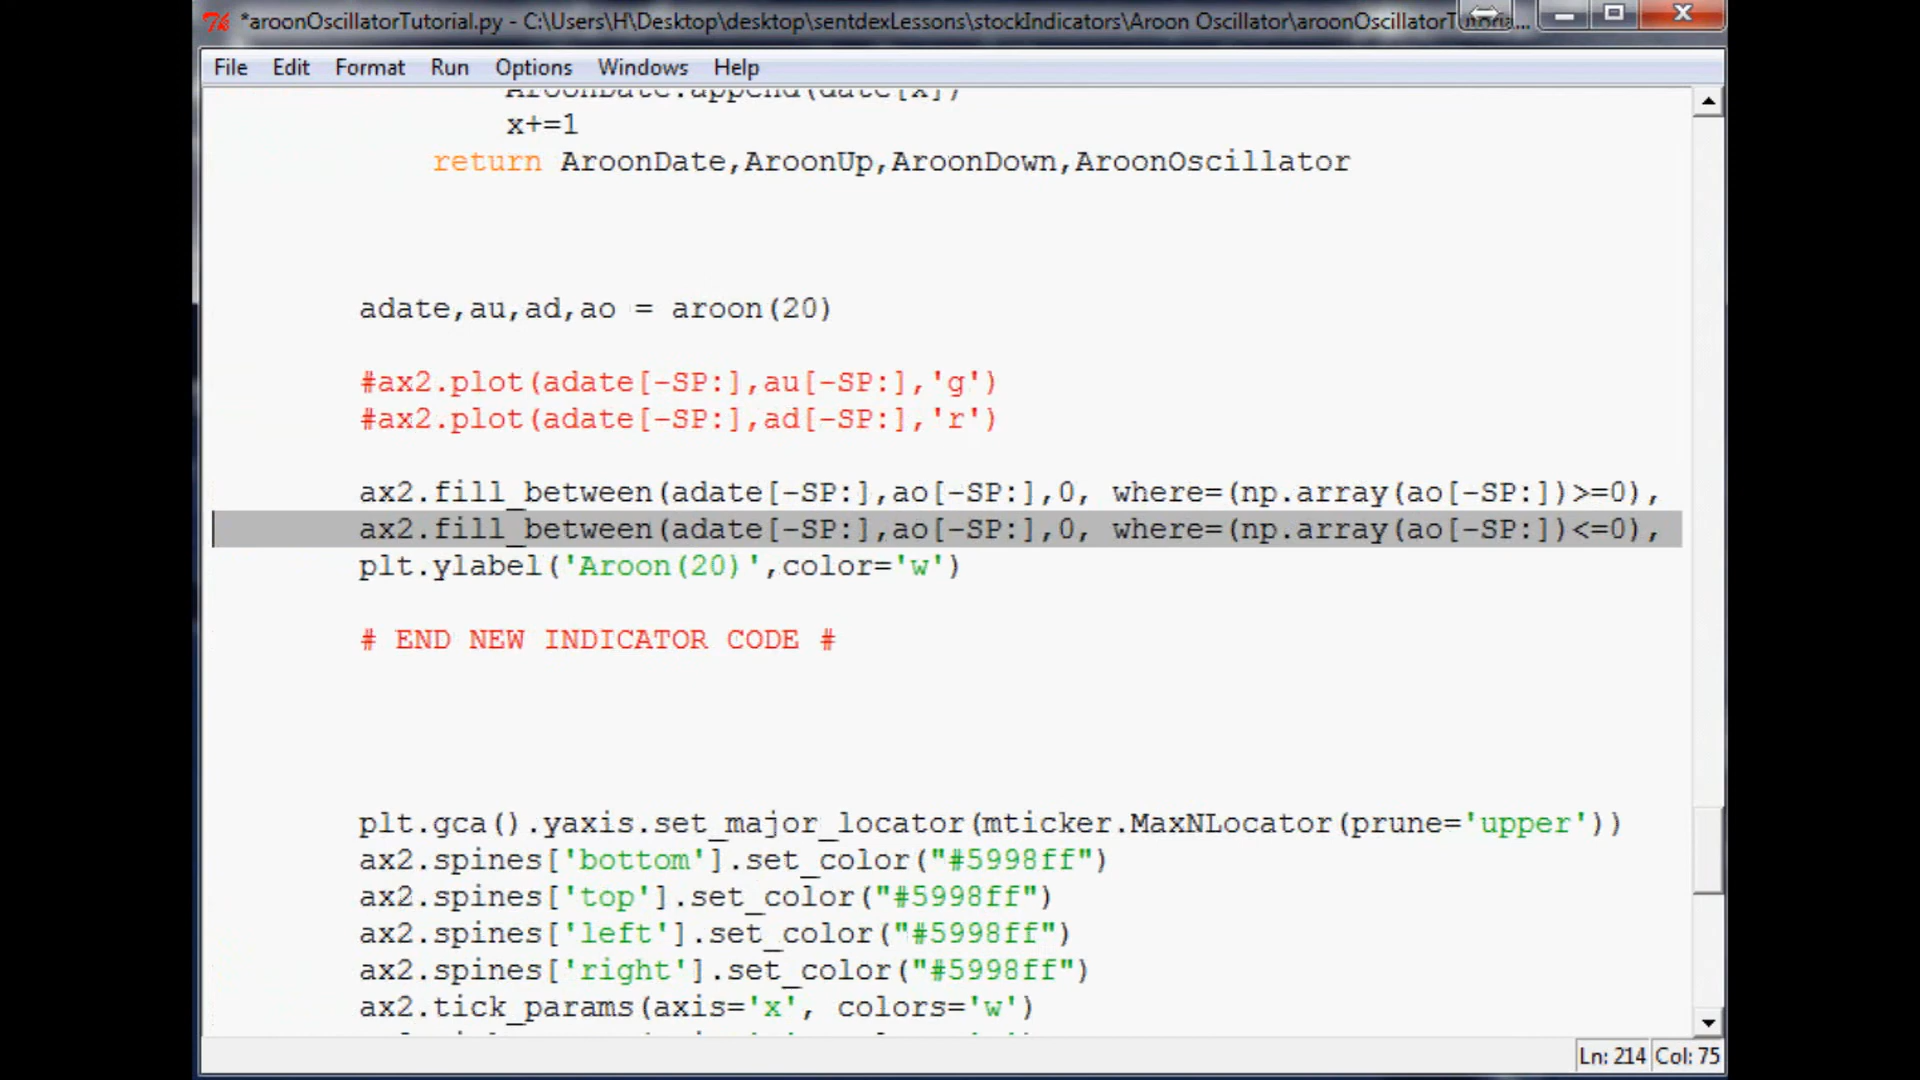 *aroonOscillatorTutorial.py - C:\Users\H\Desktop\desktop\sentdexLessons\stockIndicators\Aroon Oscillator\aroonOscillatorTutoria...
File Edit Format Run Options Windows Help
AroonDate.append(date[x])
x+=1
return AroonDate,AroonUp,AroonDown,AroonOscillator
adate,au,ad,ao = aroon(20)
#ax2.plot(adate[-SP:],au[-SP:],'g')
#ax2.plot(adate[-SP:],ad[-SP:],'r')
ax2.fill_between(adate[-SP:],ao[-SP:],0, where=(np.array(ao[-SP:])>=0),
ax2.fill_between(adate[-SP:],ao[-SP:],0, where=(np.array(ao[-SP:])<=0),
plt.ylabel('Aroon(20)',color='w')
# END NEW INDICATOR CODE #
plt.gca().yaxis.set_major_locator(mticker.MaxNLocator(prune='upper'))
ax2.spines['bottom'].set_color("#5998ff")
ax2.spines['top'].set_color("#5998ff")
ax2.spines['left'].set_color("#5998ff")
ax2.spines['right'].set_color("#5998ff")
ax2.tick_params(axis='x', colors='w')
Ln: 214 Col: 75